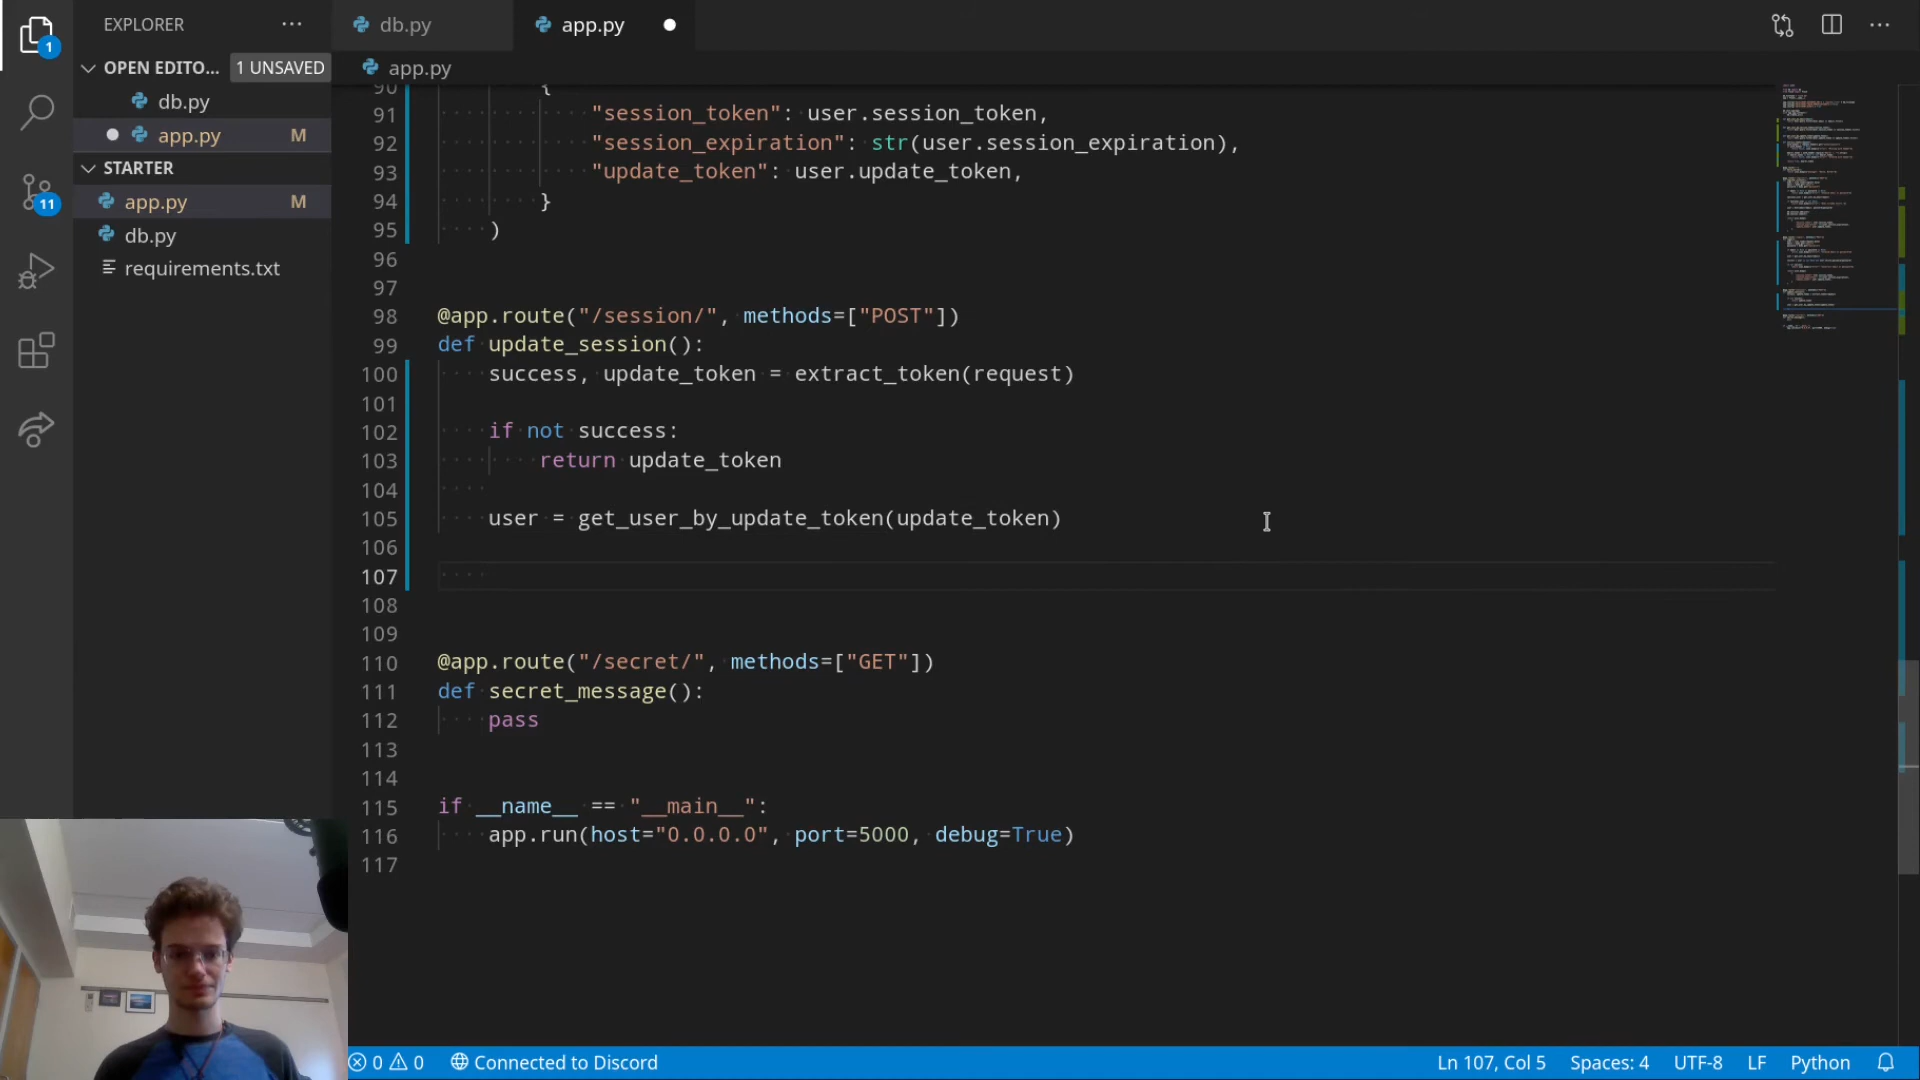 EXPLORER
db.py
app.py
OPEN EDITO...
1 UNSAVED
app.py
db.py
app.py
M
STARTER
app.py
M
db.py
requirements.txt
1
11
90 {
91 "session_token": user.session_token,
92 "session_expiration": str(user.session_expiration),
93 "update_token": user.update_token,
94 }
95 )
96
97
98 @app.route("/session/", methods=["POST"])
99 def update_session():
100 success, update_token = extract_token(request)
101
102 if not success:
103 return update_token
104
105 user = get_user_by_update_token(update_token)
106
107
108
109
110 @app.route("/secret/", methods=["GET"])
111 def secret_message():
112 pass
113
114
115 if __name__ == "__main__":
116 app.run(host="0.0.0.0", port=5000, debug=True)
117
0 0 Connected to Discord
Ln 107, Col 5 Spaces: 4 UTF-8 LF Python